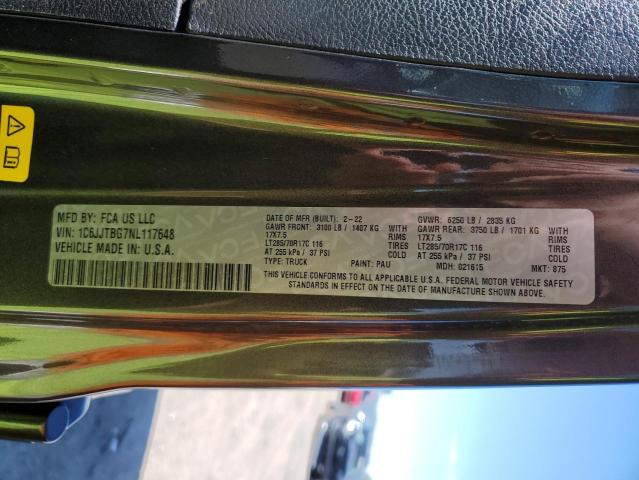 MFD BY: FCA US LLC
VIN: 1C6JJTBG7NL117648
VEHICLE MADE IN U.S.A.
DATE OF MFR (BUILT): 2-22 GVWR: 6250 LB / 2835 KG
GAWR FRONT: 3100 LB / 1407 KG WITH GAWR REAR: 3750 LB / 1701 KG WITH
17X7.5 RIMS 17X7.5 RIMS
LT285/70R17C 116 TIRES LT285/70R17C 116 TIRES
AT 255 kPa / 37 PSI COLD AT 255 kPa / 37 PSI COLD
TYPE: TRUCK PAINT: PAU MDH: 021615 MKT: 875
THIS VEHICLE CONFORMS TO ALL APPLICABLE U.S.A. FEDERAL MOTOR VEHICLE SAFETY
STANDARDS IN EFFECT ON THE DATE OF MANUFACTURE SHOWN ABOVE.